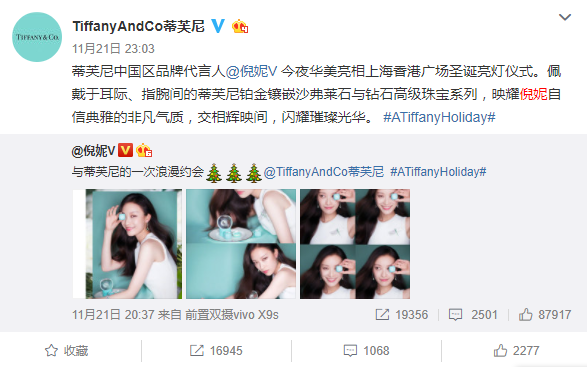 TIFFANY & CO.
TiffanyAndCo蒂芙尼
11月21日 23:03
蒂芙尼中国区品牌代言人@倪妮V 今夜华美亮相上海香港广场圣诞亮灯仪式。佩
戴于耳际、指腕间的蒂芙尼铂金镶嵌沙弗莱石与钻石高级珠宝系列，映耀倪妮自
信典雅的非凡气质，交相辉映间，闪耀璀璨光华。 #ATiffanyHoliday#
@倪妮V
与蒂芙尼的一次浪漫约会🎄🎄🎄@TiffanyAndCo蒂芙尼 #ATiffanyHoliday#
11月21日 20:37 来自 前置双摄vivo X9s
19356
2501
87917
收藏
16945
1068
2277